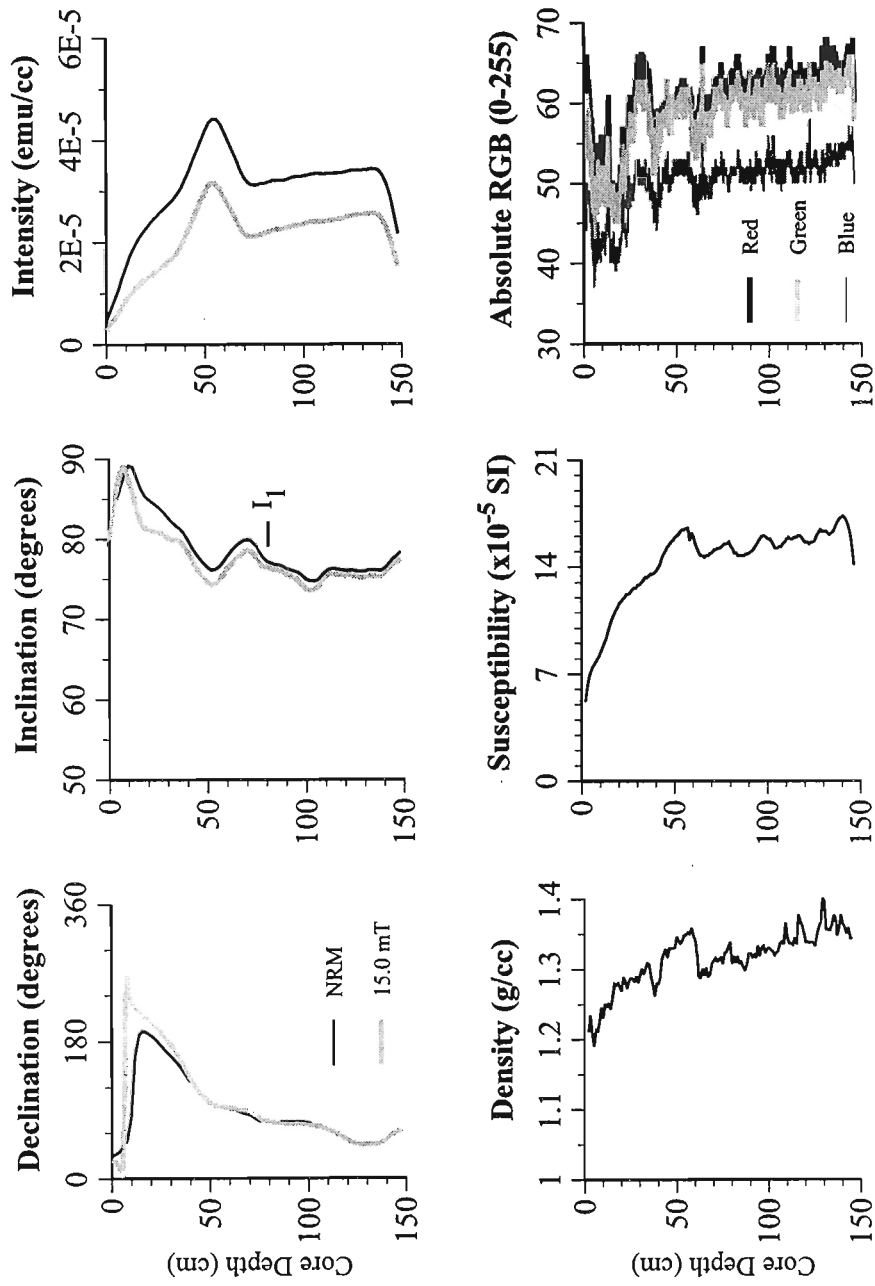 Declination (degrees)
0 180 360
Core Depth (cm)
0
50
100
150
NRM
15.0 mT
Inclination (degrees)
50 60 70 80 90
0
50
100
150
I1
Intensity (emu/cc)
0 2E-5 4E-5 6E-5
0
50
100
150
Density (g/cc)
1 1.1 1.2 1.3 1.4
Core Depth (cm)
0
50
100
150
Susceptibility (x10-5 SI)
0 7 14 21
0
50
100
150
Absolute RGB (0-255)
30 40 50 60 70
0
50
100
150
Red
Green
Blue